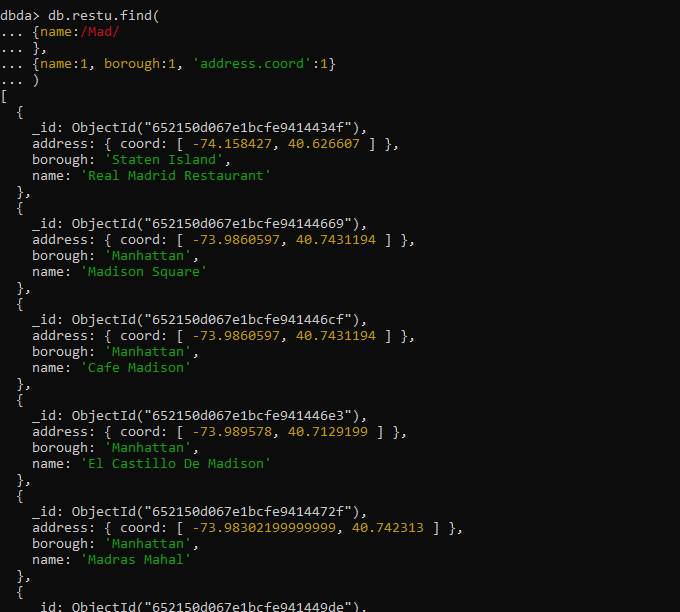 dbda> db.restu.find(
... {name:/Mad/
... },
... {name:1, borough:1, 'address.coord':1}
... )
[
  {
    _id: ObjectId("652150d067e1bcfe9414434f"),
    address: { coord: [ -74.158427, 40.626607 ] },
    borough: 'Staten Island',
    name: 'Real Madrid Restaurant'
  },
  {
    _id: ObjectId("652150d067e1bcfe94144669"),
    address: { coord: [ -73.9860597, 40.7431194 ] },
    borough: 'Manhattan',
    name: 'Madison Square'
  },
  {
    _id: ObjectId("652150d067e1bcfe941446cf"),
    address: { coord: [ -73.9860597, 40.7431194 ] },
    borough: 'Manhattan',
    name: 'Cafe Madison'
  },
  {
    _id: ObjectId("652150d067e1bcfe941446e3"),
    address: { coord: [ -73.989578, 40.7129199 ] },
    borough: 'Manhattan',
    name: 'El Castillo De Madison'
  },
  {
    _id: ObjectId("652150d067e1bcfe9414472f"),
    address: { coord: [ -73.98302199999999, 40.742313 ] },
    borough: 'Manhattan',
    name: 'Madras Mahal'
  },
  {
    _id: ObjectId("652150d067e1bcfe941449de"),